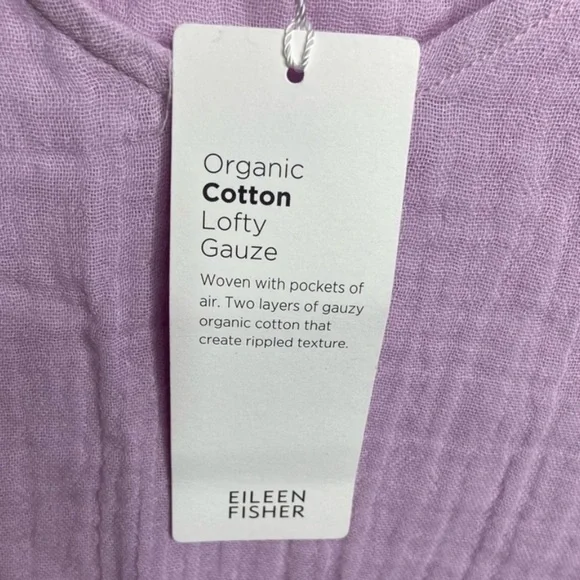 Organic
Cotton
Lofty
Gauze
Woven with pockets of
air. Two layers of gauzy
organic cotton that
create rippled texture.
EILEEN
FISHER